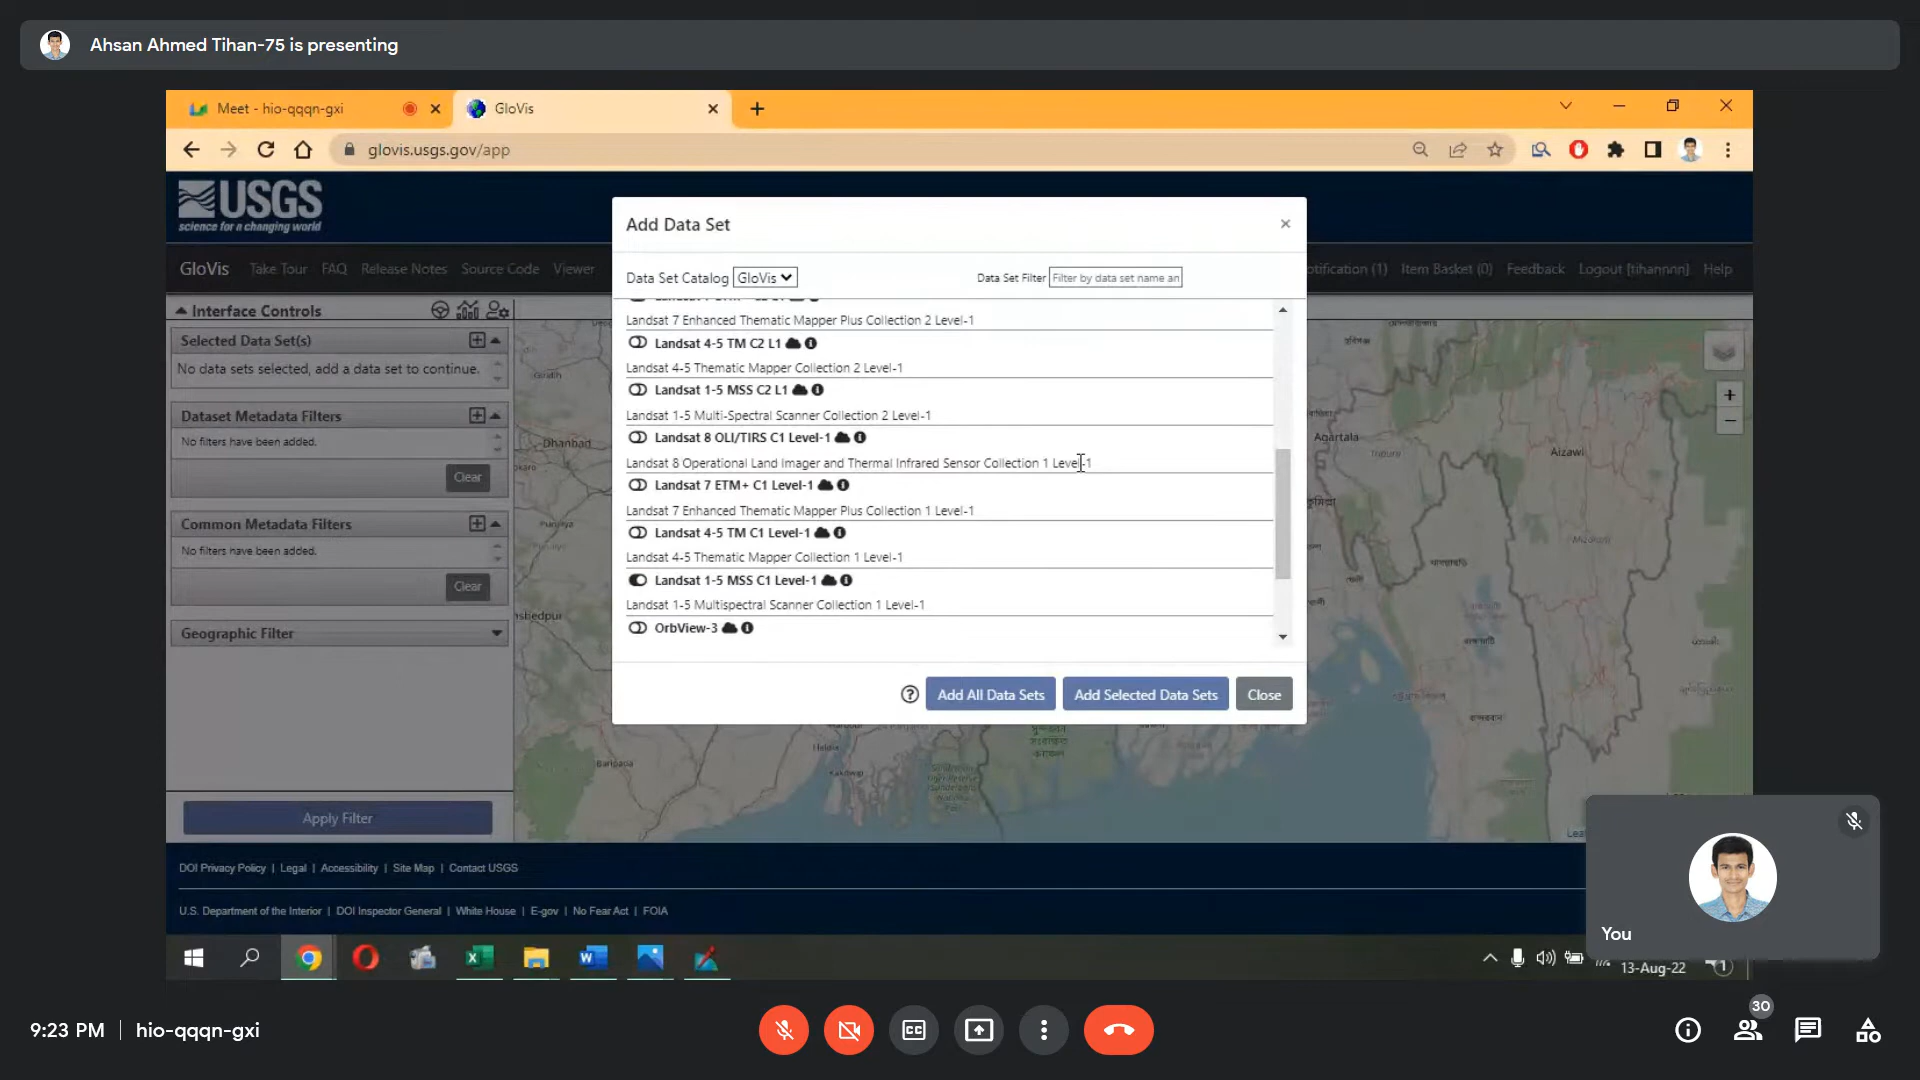 Ahsan Ahmed Tihan-75 is presenting
Meet - hio-qqqn-gxi
GloVis
glovis.usgs.gov/app
USGS
science for a changing world
GloVis Take Tour FAQ Release Notes Source Code Viewer
otification (1) Item Basket (0) Feedback Logout [tihannnn] Help
Add Data Set
Data Set Catalog GloVis
Data Set Filter Filter by data set name an
Landsat 7 Enhanced Thematic Mapper Plus Collection 2 Level-1
Landsat 4-5 TM C2 L1
Landsat 4-5 Thematic Mapper Collection 2 Level-1
Landsat 1-5 MSS C2 L1
Landsat 1-5 Multi-Spectral Scanner Collection 2 Level-1
Landsat 8 OLI/TIRS C1 Level-1
Landsat 8 Operational Land Imager and Thermal Infrared Sensor Collection 1 Level-1
Landsat 7 ETM+ C1 Level-1
Landsat 7 Enhanced Thematic Mapper Plus Collection 1 Level-1
Landsat 4-5 TM C1 Level-1
Landsat 4-5 Thematic Mapper Collection 1 Level-1
Landsat 1-5 MSS C1 Level-1
Landsat 1-5 Multispectral Scanner Collection 1 Level-1
OrbView-3
Add All Data Sets
Add Selected Data Sets
Close
Interface Controls
Selected Data Set(s)
No data sets selected, add a data set to continue.
Dataset Metadata Filters
No filters have been added.
Clear
Common Metadata Filters
No filters have been added.
Clear
Geographic Filter
Apply Filter
Giridih
Dhanbad
Puruliya
Baripada
Haldia
Agartala
Tripura
Aizawl
Mizoram
DOI Privacy Policy | Legal | Accessibility | Site Map | Contact USGS
U.S. Department of the Interior | DOI Inspector General | White House | E-gov | No Fear Act | FOIA
13-Aug-22
You
9:23 PM | hio-qqqn-gxi
30